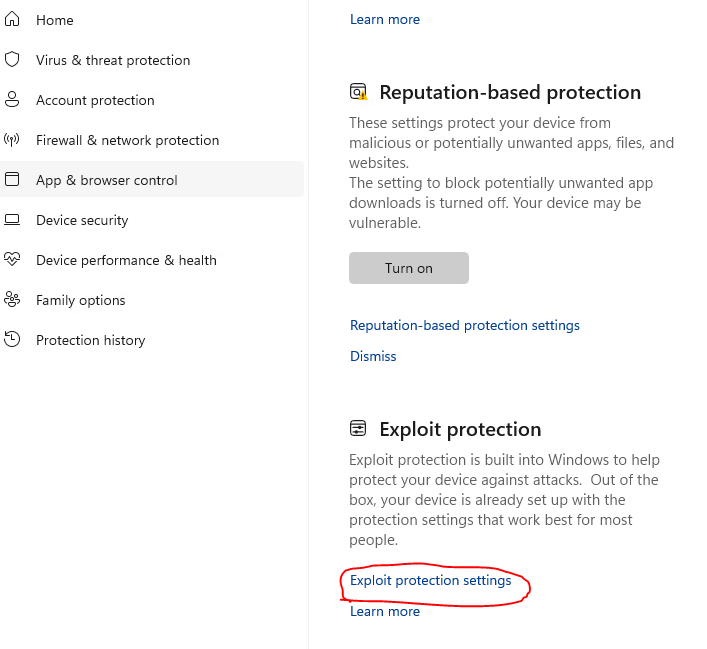 Home
Virus & threat protection
Account protection
Firewall & network protection
App & browser control
Device security
Device performance & health
Family options
Protection history
Learn more
Reputation-based protection
These settings protect your device from
malicious or potentially unwanted apps, files, and
websites.
The setting to block potentially unwanted app
downloads is turned off. Your device may be
vulnerable.
Turn on
Reputation-based protection settings
Dismiss
Exploit protection
Exploit protection is built into Windows to help
protect your device against attacks.  Out of the
box, your device is already set up with the
protection settings that work best for most
people.
Exploit protection settings
Learn more